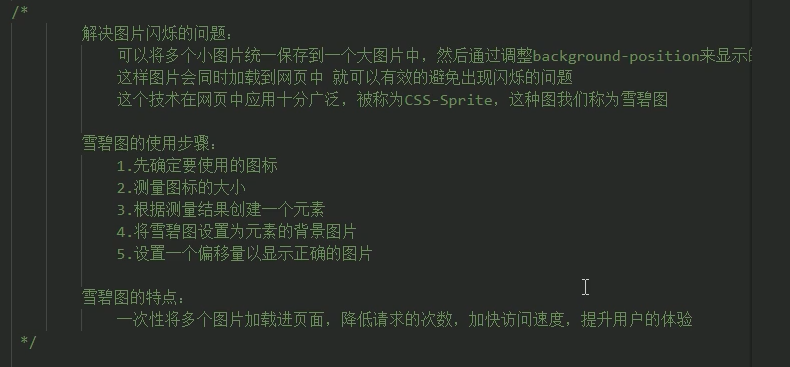 /*
解决图片闪烁的问题:
可以将多个小图片统一保存到一个大图片中，然后通过调整background-position来显示的
这样图片会同时加载到网页中 就可以有效的避免出现闪烁的问题
这个技术在网页中应用十分广泛，被称为CSS-Sprite，这种图我们称为雪碧图
雪碧图的使用步骤:
1.先确定要使用的图标
2.测量图标的大小
3.根据测量结果创建一个元素
4.将雪碧图设置为元素的背景图片
5.设置一个偏移量以显示正确的图片
雪碧图的特点:
一次性将多个图片加载进页面，降低请求的次数，加快访问速度，提升用户的体验
*/